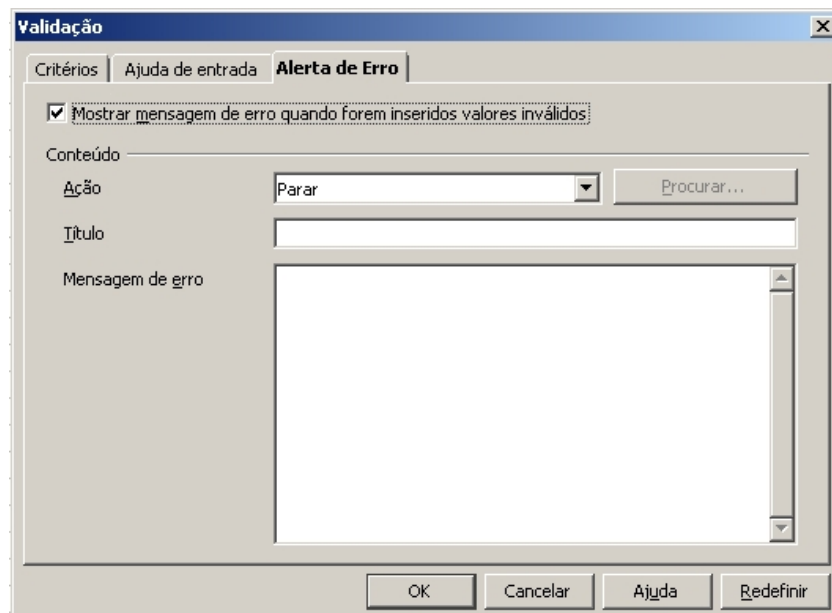 Validação
Critérios Ajuda de entrada Alerta de Erro
Mostrar mensagem de erro quando forem inseridos valores inválidos
Conteúdo
Ação Parar Procurar...
Título
Mensagem de erro
OK Cancelar Ajuda Redefinir